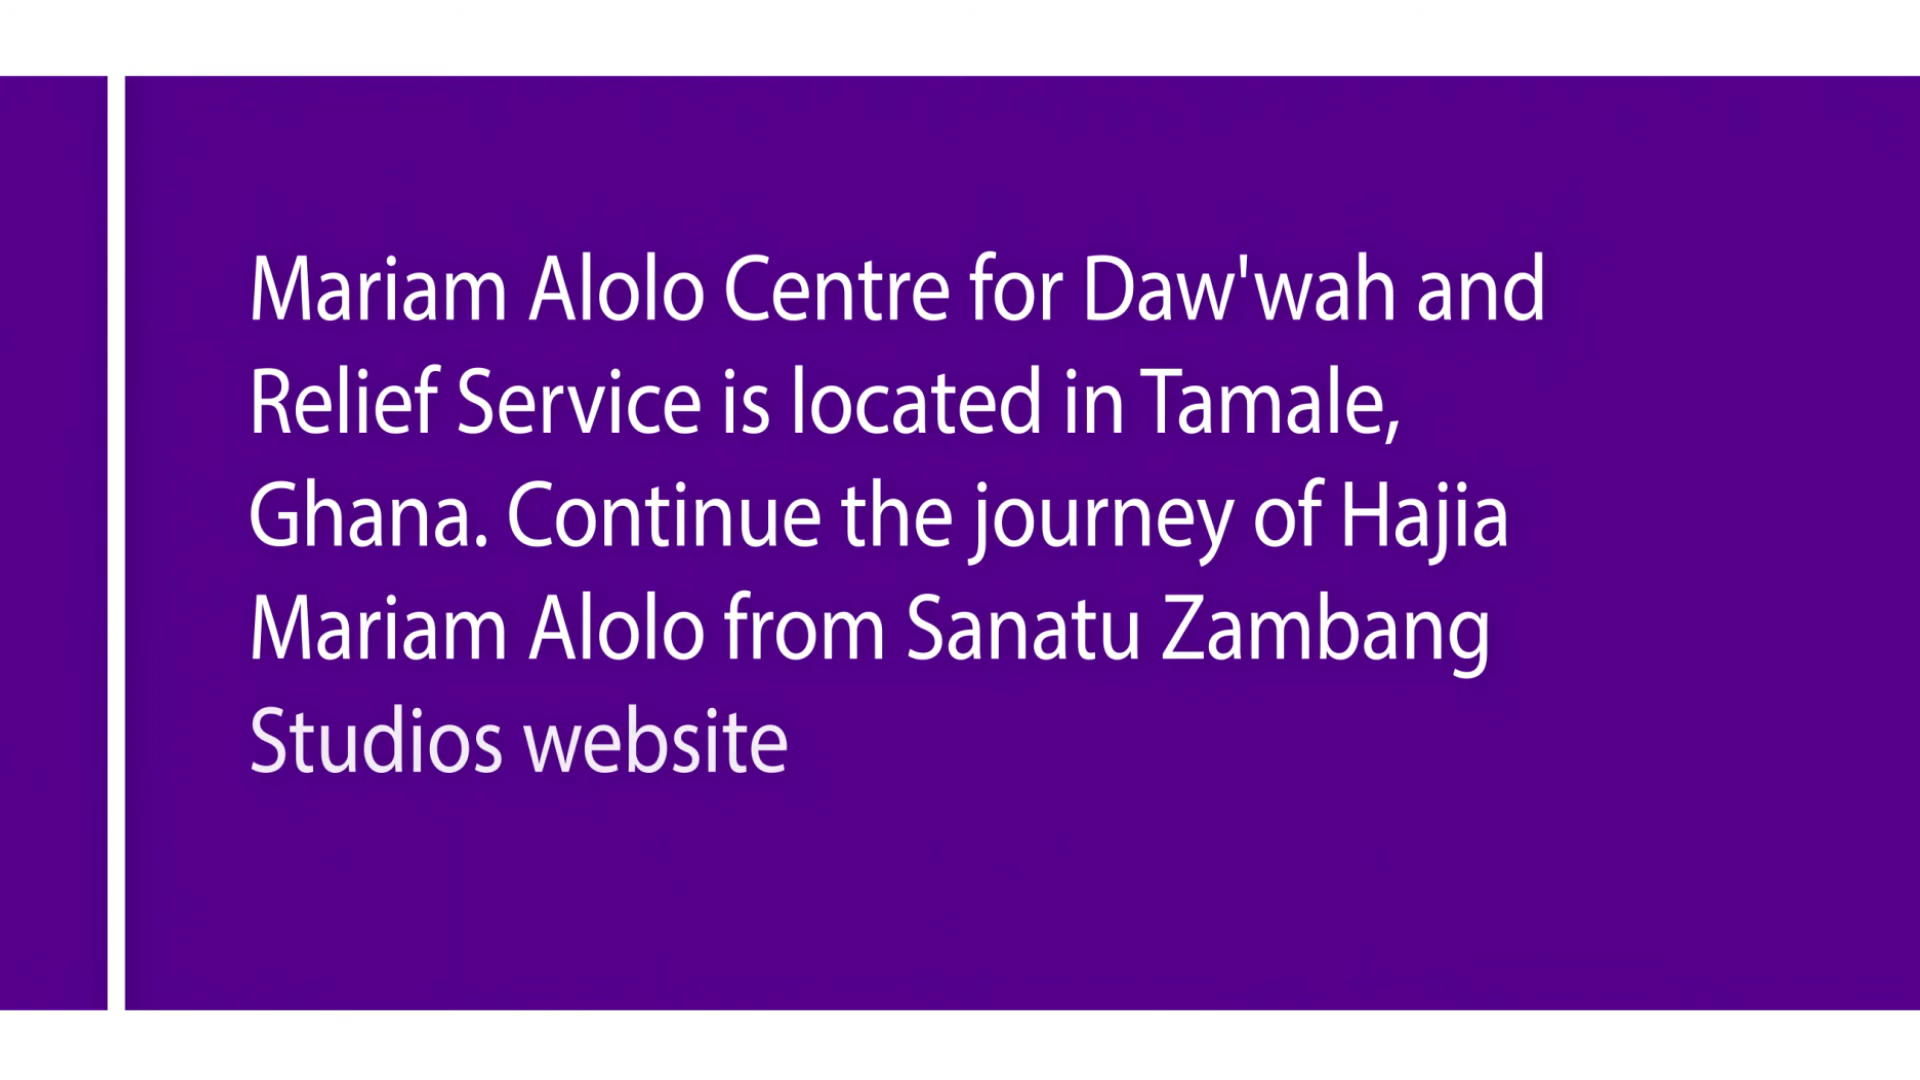 Mariam Alolo Centre for Daw'wah and
Relief Service is located in Tamale,
Ghana. Continue the journey of Hajia
Mariam Alolo from Sanatu Zambang
Studios website